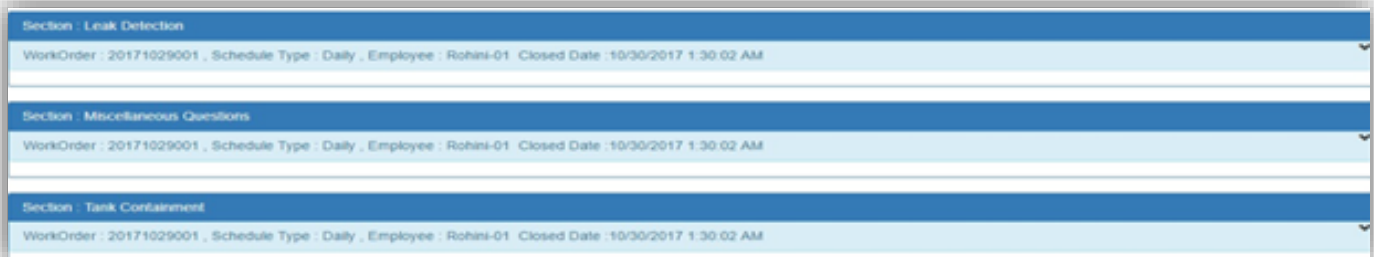 Section : Leak Detection
WorkOrder : 20171029001 , Schedule Type : Daily , Employee : Rohini-01 Closed Date :10/30/2017 1:30:02 AM
Section : Miscellaneous Questions
WorkOrder : 20171029001 , Schedule Type : Daily , Employee : Rohini-01 Closed Date :10/30/2017 1:30:02 AM
Section : Tank Containment
WorkOrder : 20171029001 , Schedule Type : Daily , Employee : Rohini-01 Closed Date :10/30/2017 1:30:02 AM